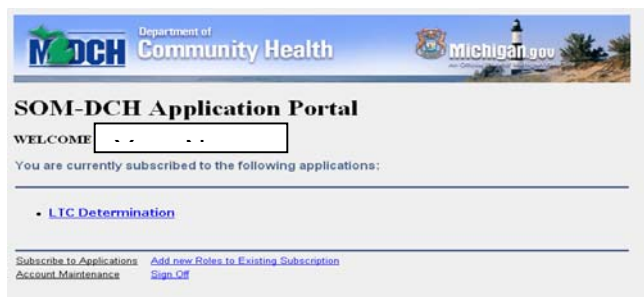 MDCH
Department of
Community Health
Michigan.gov
SOM-DCH Application Portal
WELCOME
You are currently subscribed to the following applications:
• LTC Determination
Subscribe to Applications Add new Roles to Existing Subscription
Account Maintenance Sign Off